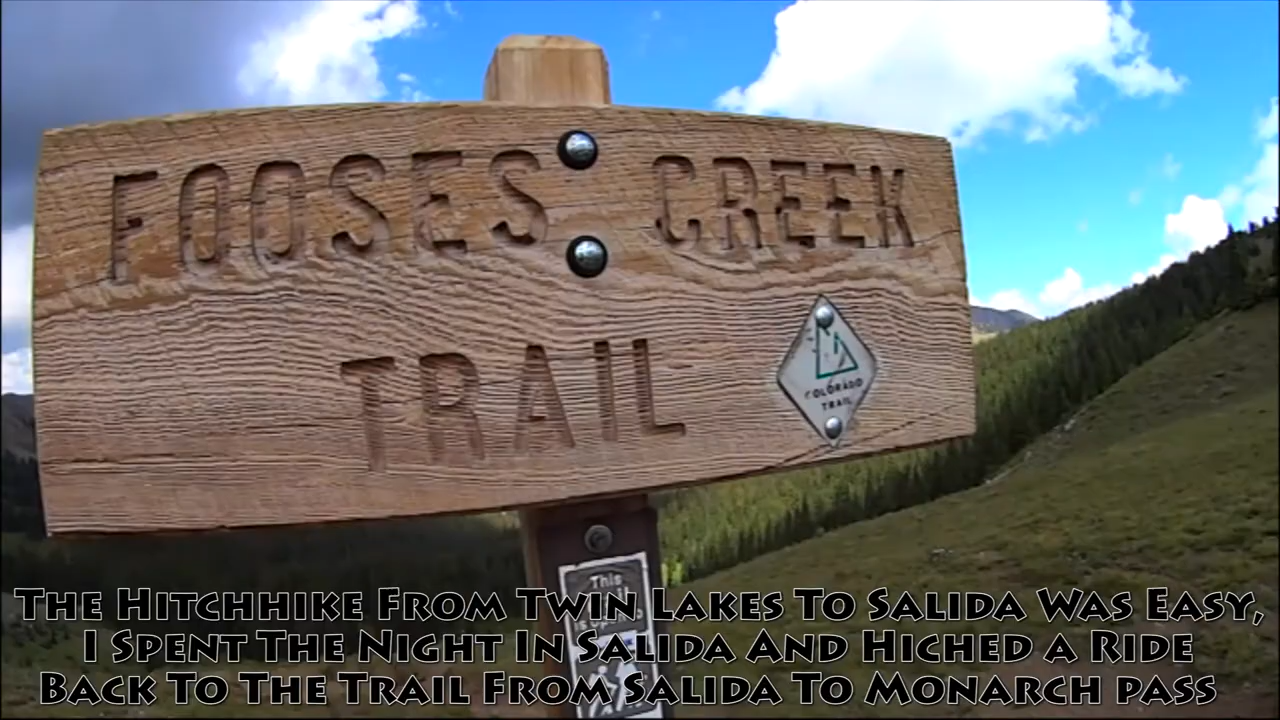 FOOSES CREEK
TRAIL
COLORADO
TRAIL
This
The Hitchhike From Twin Lakes To Salida Was Easy,
I Spent The Night In Salida And Hiched a Ride
Back To The Trail From Salida To Monarch pass